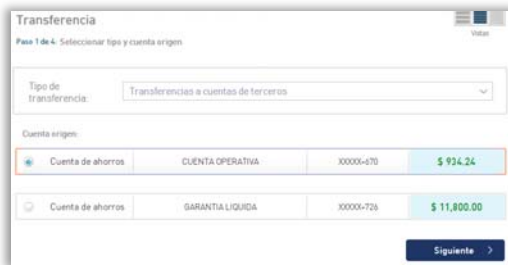 Transferencia
Vistas
Paso 1 de 4: Seleccionar tipo y cuenta origen
Tipo de transferencia: Transferencias a cuentas de terceros
Cuenta origen:
Cuenta de ahorros CUENTA OPERATIVA XXXXX-670 $ 934.24
Cuenta de ahorros GARANTIA LIQUIDA XXXXX-726 $ 11,800.00
Siguiente